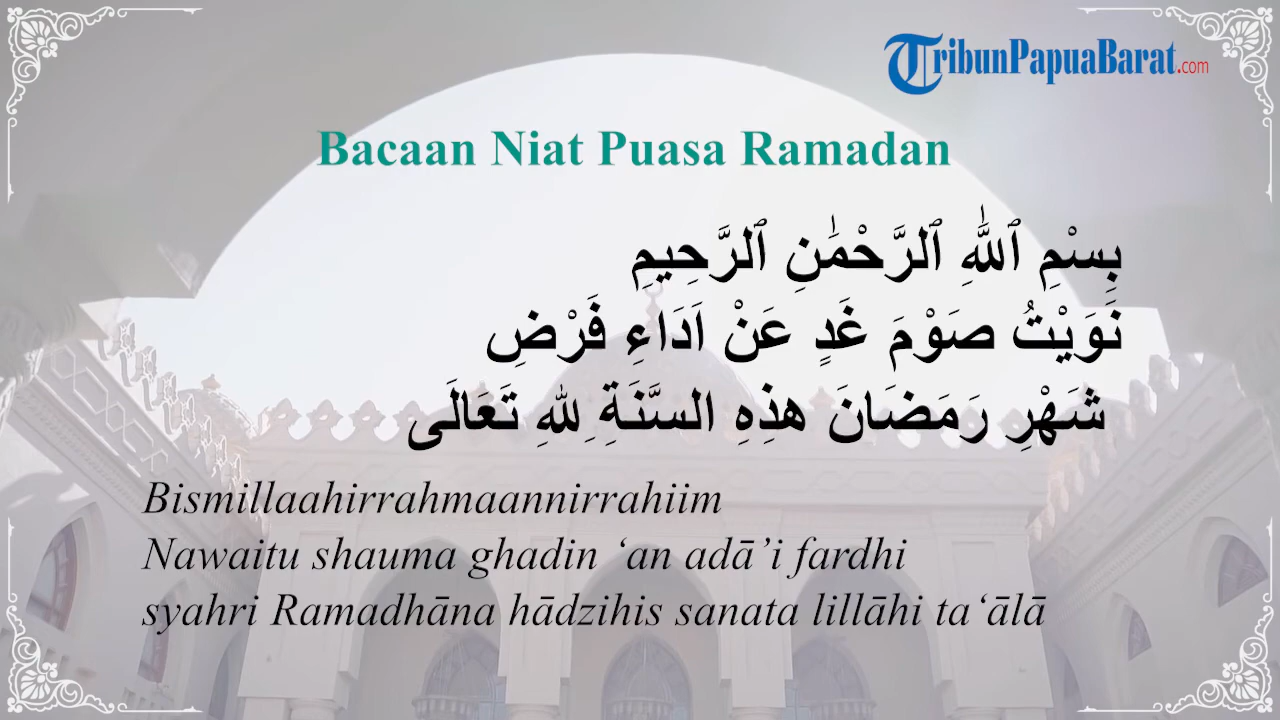 TribunPapuaBarat.com
Bacaan Niat Puasa Ramadan
بِسْمِ ٱللَّٰهِ ٱلرَّحْمَٰنِ ٱلرَّحِيمِ
نَوَيْتُ صَوْمَ غَدٍ عَنْ اَدَاءِ فَرْضِ
شَهْرِ رَمَضَانَ هذِهِ السَّنَةِ ِللهِ تَعَالَى
Bismillaahirrahmaannirrahiim
Nawaitu shauma ghadin ‘an adā’i fardhi
syahri Ramadhāna hādzihis sanata lillāhi ta‘ālā